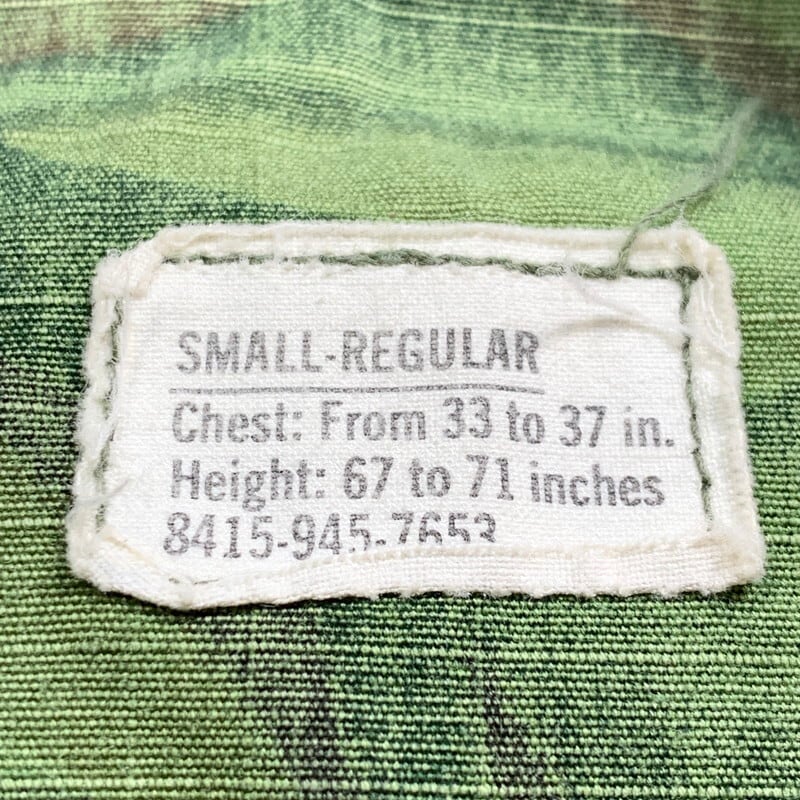 SMALL-REGULAR
Chest: From 33 to 37 in.
Height: 67 to 71 inches
8415-945-7653